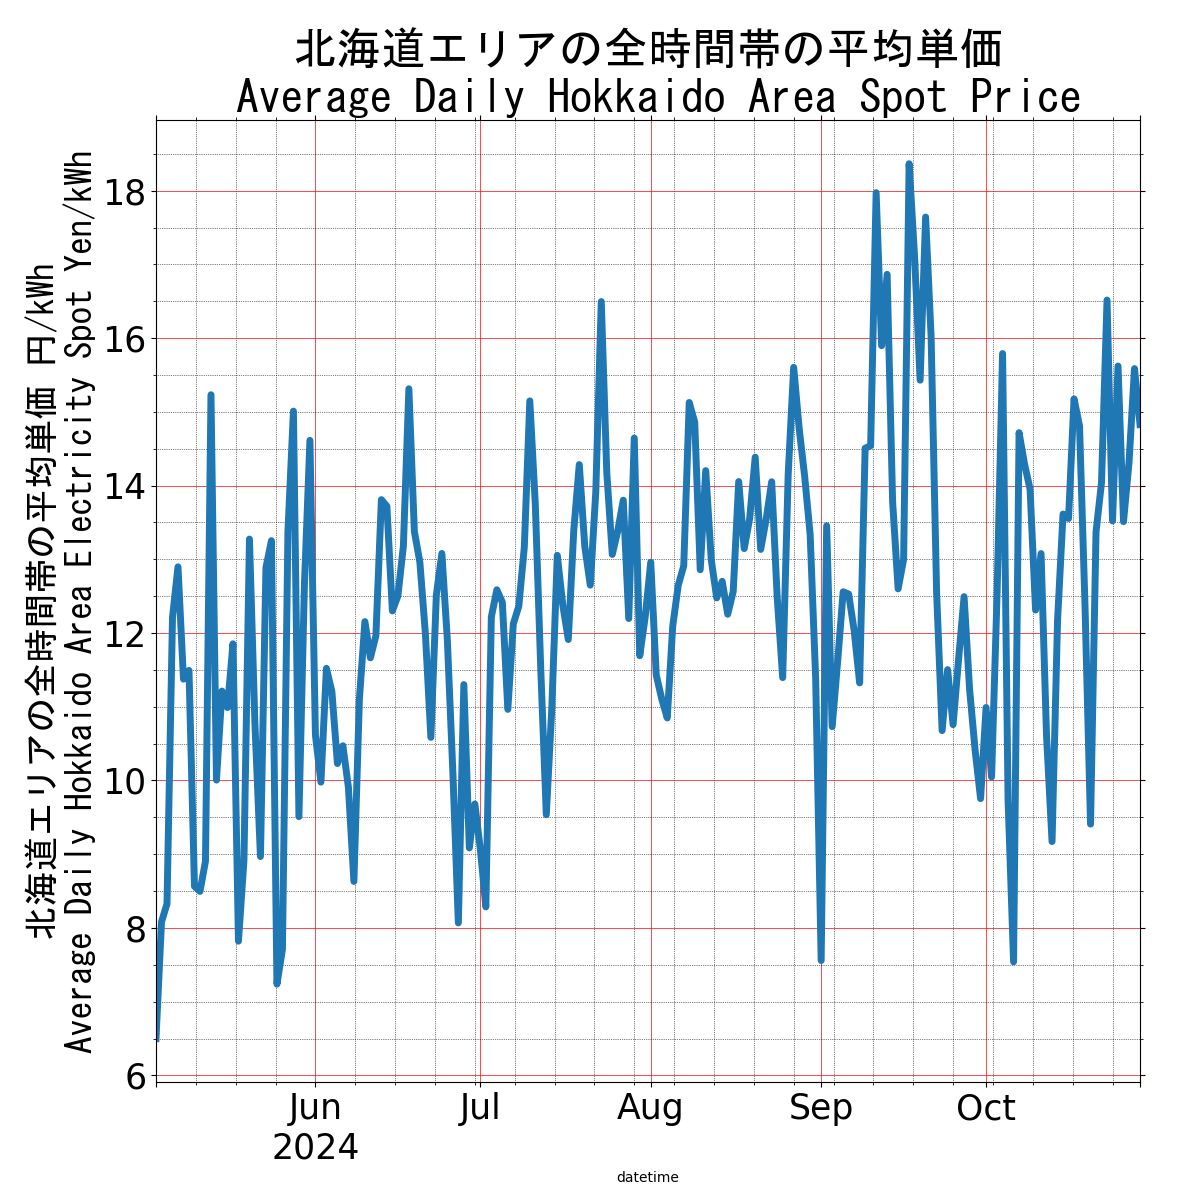 北海道エリアの全時間帯の平均単価
Average Daily Hokkaido Area Spot Price
北海道エリアの全時間帯の平均単価 円/kWh
Average Daily Hokkaido Area Electricity Spot Yen/kWh
18
16
14
12
10
8
6
Jun
2024
Jul
Aug
Sep
Oct
datetime